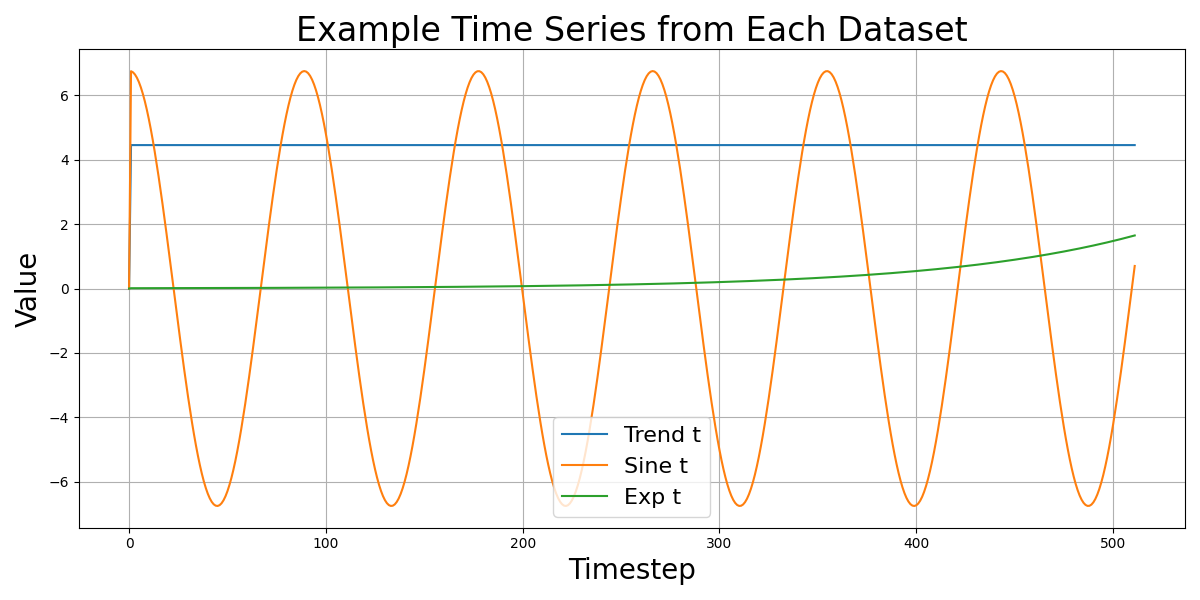 Example Time Series from Each Dataset
Value
6
4
2
0
−2
−4
−6
Trend t
Sine t
Exp t
0 100 200 300 400 500
Timestep